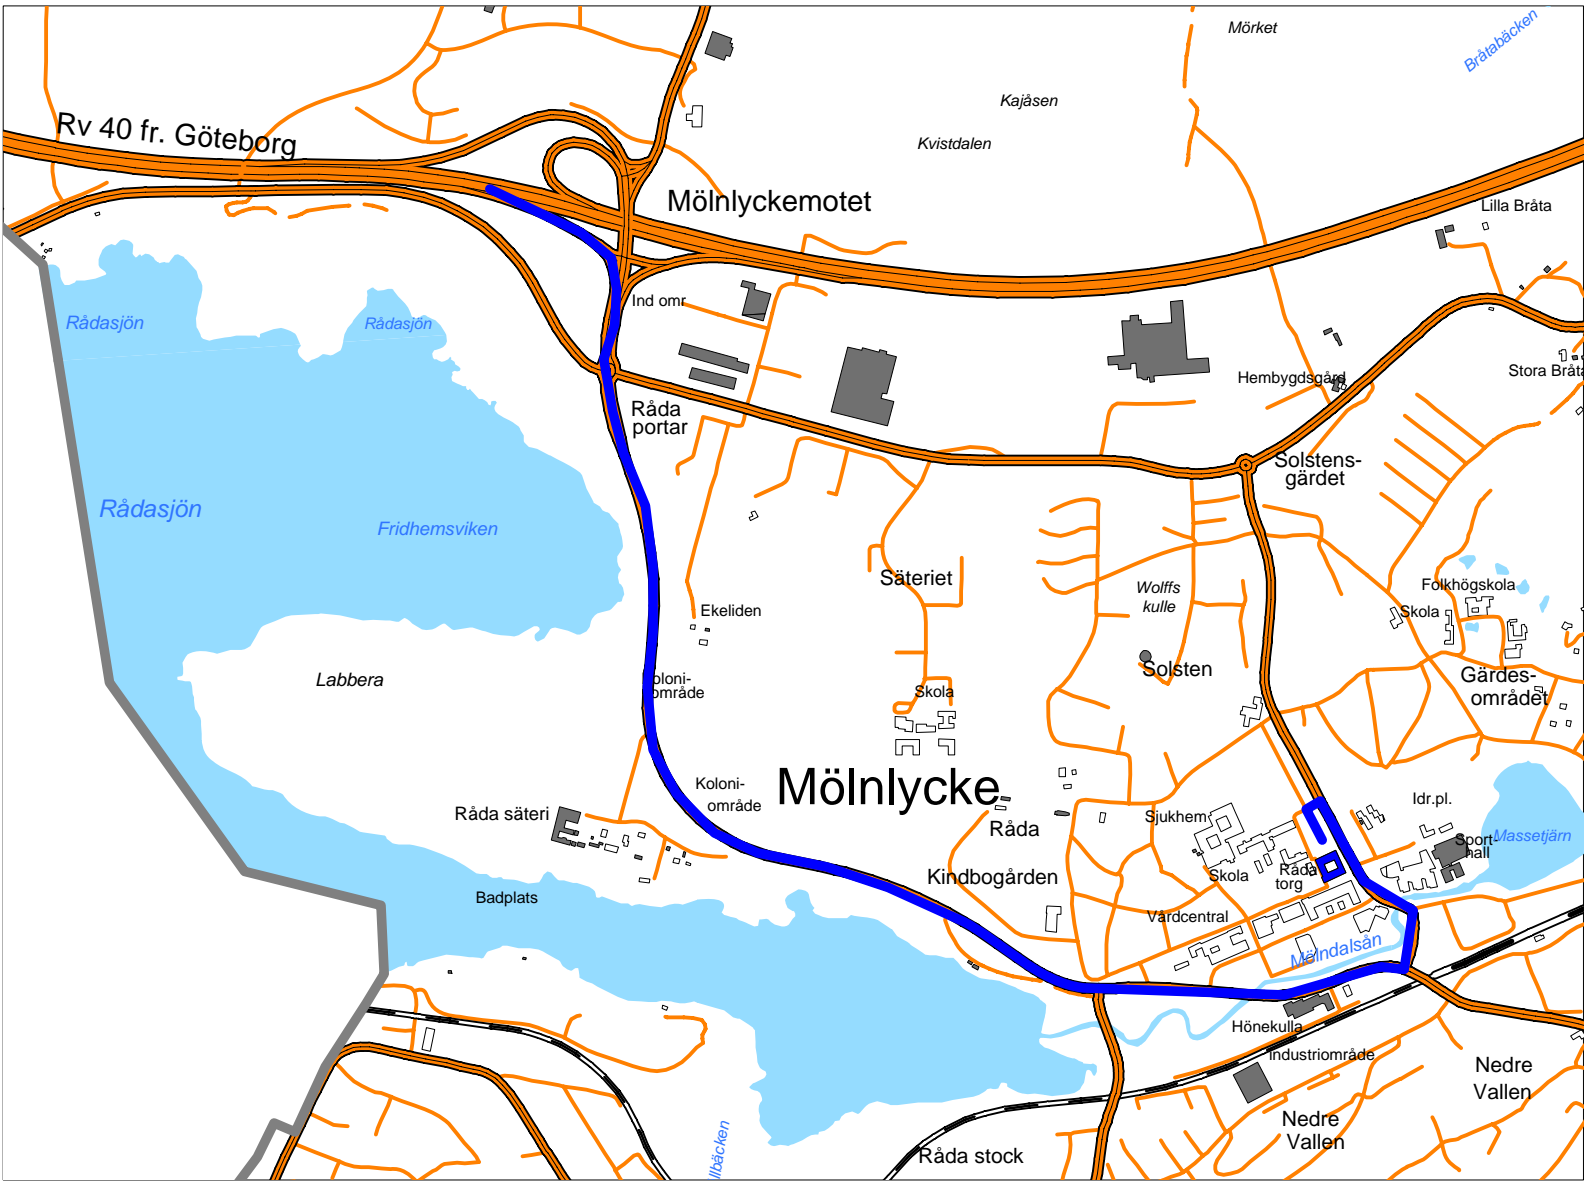 Mörket
Bråtabäcken
Kajåsen
Rv 40 fr. Göteborg
Kvistdalen
Mölnlyckemotet
Lilla Bråta
Ind omr
Rådasjön
Rådasjön
Stora Bråta
Hembygdsgård
Råda
portar
Solstens-
gärdet
Rådasjön
Fridhemsviken
Säteriet
Wolffs
kulle
Folkhögskola
Skola
Ekeliden
Labbera
oloni-
område
Skola
Solsten
Gärdes-
området
Koloni-
område
Mölnlycke
Råda säteri
Råda
Sjukhem
Idr.pl.
Sport-
hall
Massetjärn
Kindbogården
Skola
Råda
torg
Badplats
Vårdcentral
Mölndalsån
Hönekulla
Industriområde
Nedre
Vallen
Nedre
Vallen
llbäcken
Råda stock